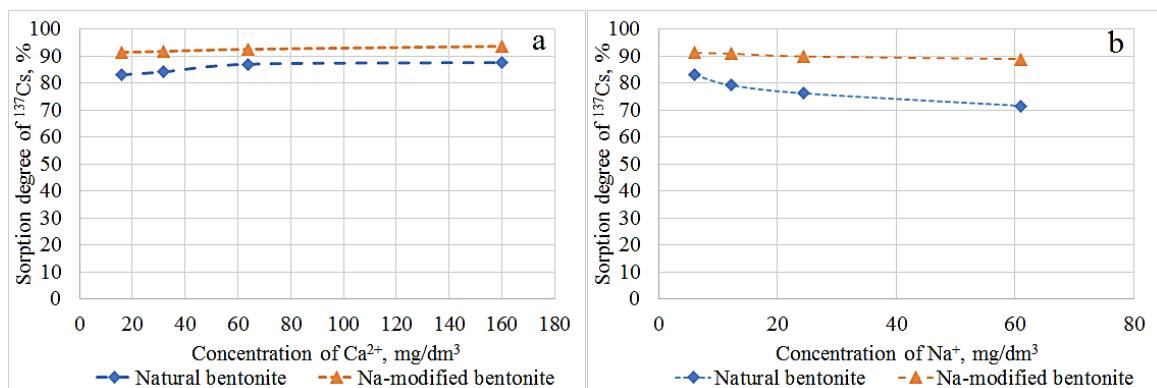 a
Sorption degree of ¹³⁷Cs, %
100
90
80
70
60
50
40
30
20
10
0
0 20 40 60 80 100 120 140 160 180
Concentration of Ca²⁺, mg/dm³
Natural bentonite Na-modified bentonite
b
Sorption degree of ¹³⁷Cs, %
100
90
80
70
60
50
40
30
20
10
0
0 20 40 60 80
Concentration of Na⁺, mg/dm³
Natural bentonite Na-modified bentonite